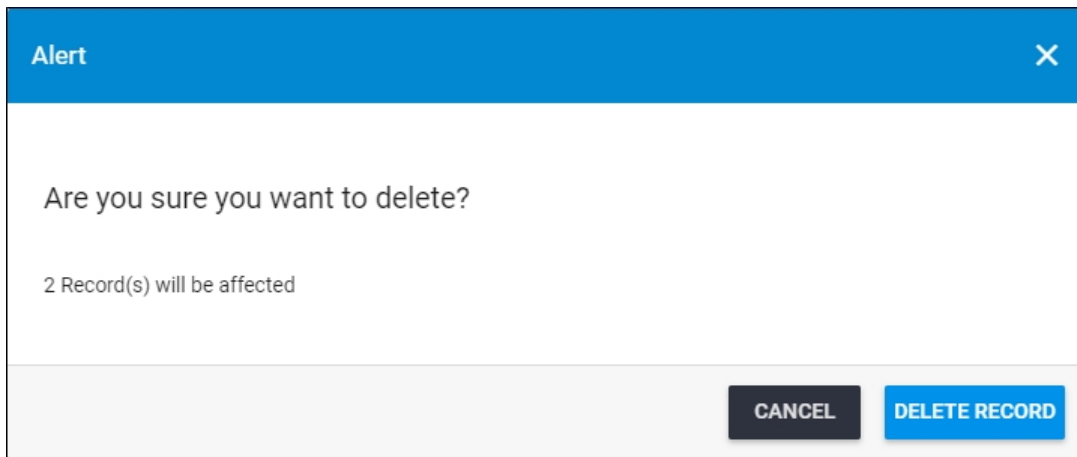 Alert
Are you sure you want to delete?
2 Record(s) will be affected
CANCEL DELETE RECORD